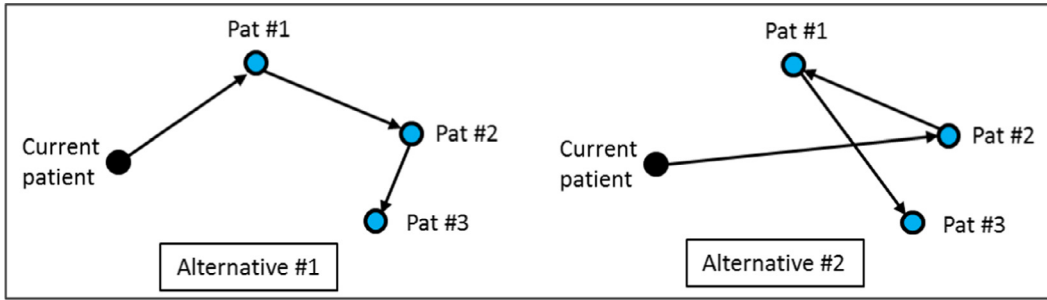 Pat #1
Current
patient
Pat #2
Pat #3
Alternative #1
Pat #1
Current
patient
Pat #2
Pat #3
Alternative #2